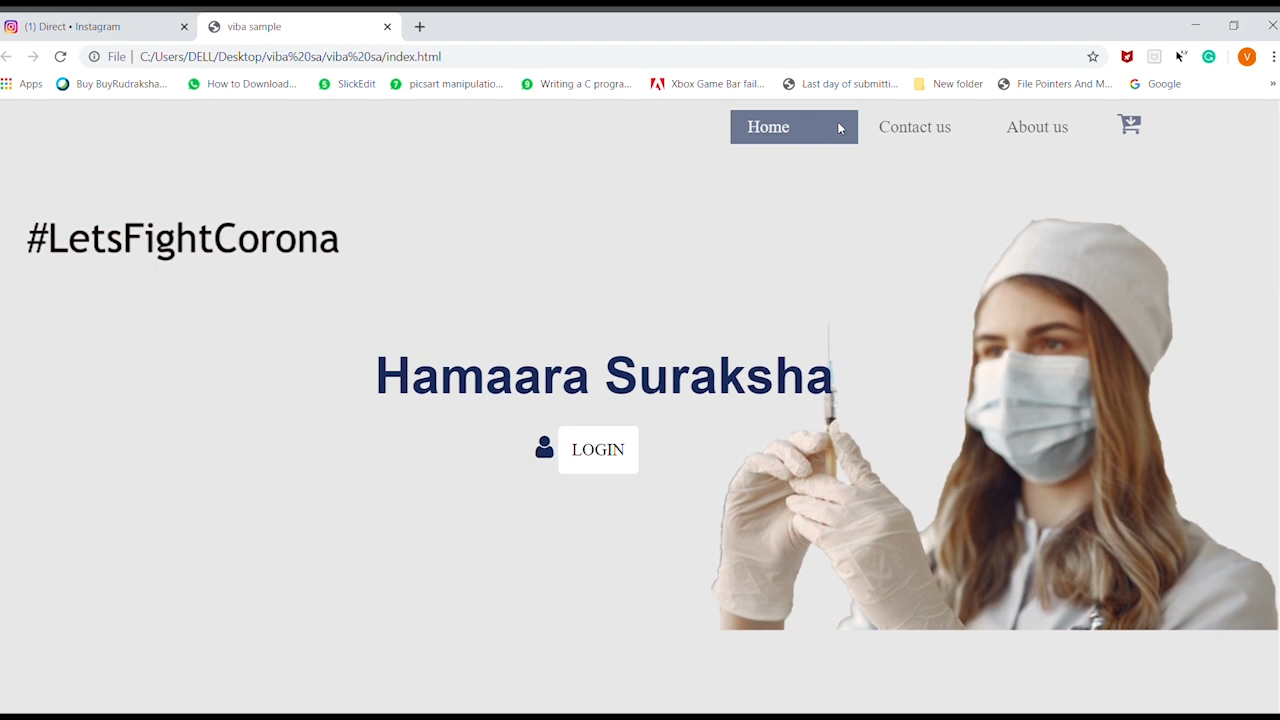 (1) Direct • Instagram
viba sample
File | C:/Users/DELL/Desktop/viba%20sa/viba%20sa/index.html
V
Apps
Buy BuyRudraksha...
How to Download...
SlickEdit
picsart manipulatio...
Writing a C progra...
Xbox Game Bar fail...
Last day of submitti...
New folder
File Pointers And M...
Google
Home
Contact us
About us
#LetsFightCorona
Hamaara Suraksha
LOGIN